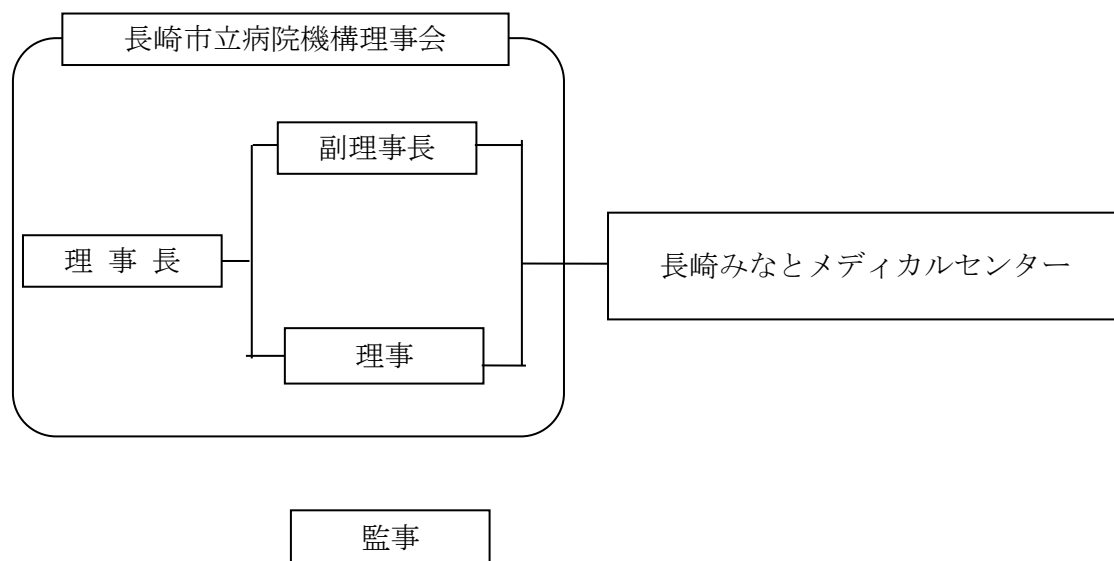 長崎市立病院機構理事会
副理事長
理 事 長
長崎みなとメディカルセンター
理事
監事